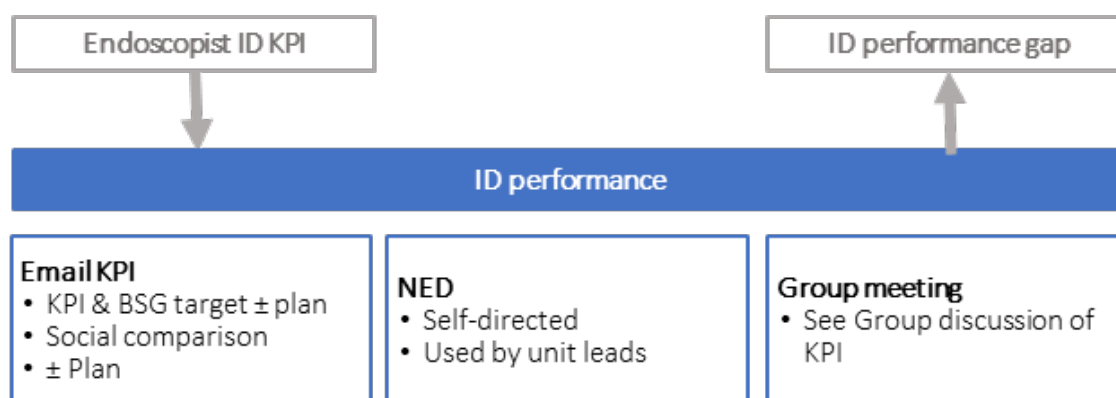 Endoscopist ID KPI
ID performance gap
ID performance
Email KPI
• KPI & BSG target ± plan
• Social comparison
• ± Plan
NED
• Self-directed
• Used by unit leads
Group meeting
• See Group discussion of
KPI